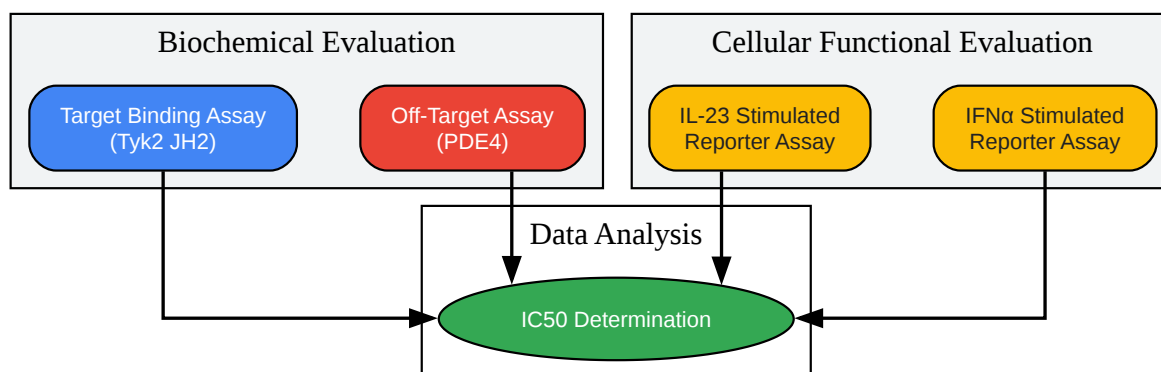 Biochemical Evaluation
Cellular Functional Evaluation
Target Binding Assay
(Tyk2 JH2)
Off-Target Assay
(PDE4)
IL-23 Stimulated
Reporter Assay
IFNα Stimulated
Reporter Assay
Data Analysis
IC50 Determination